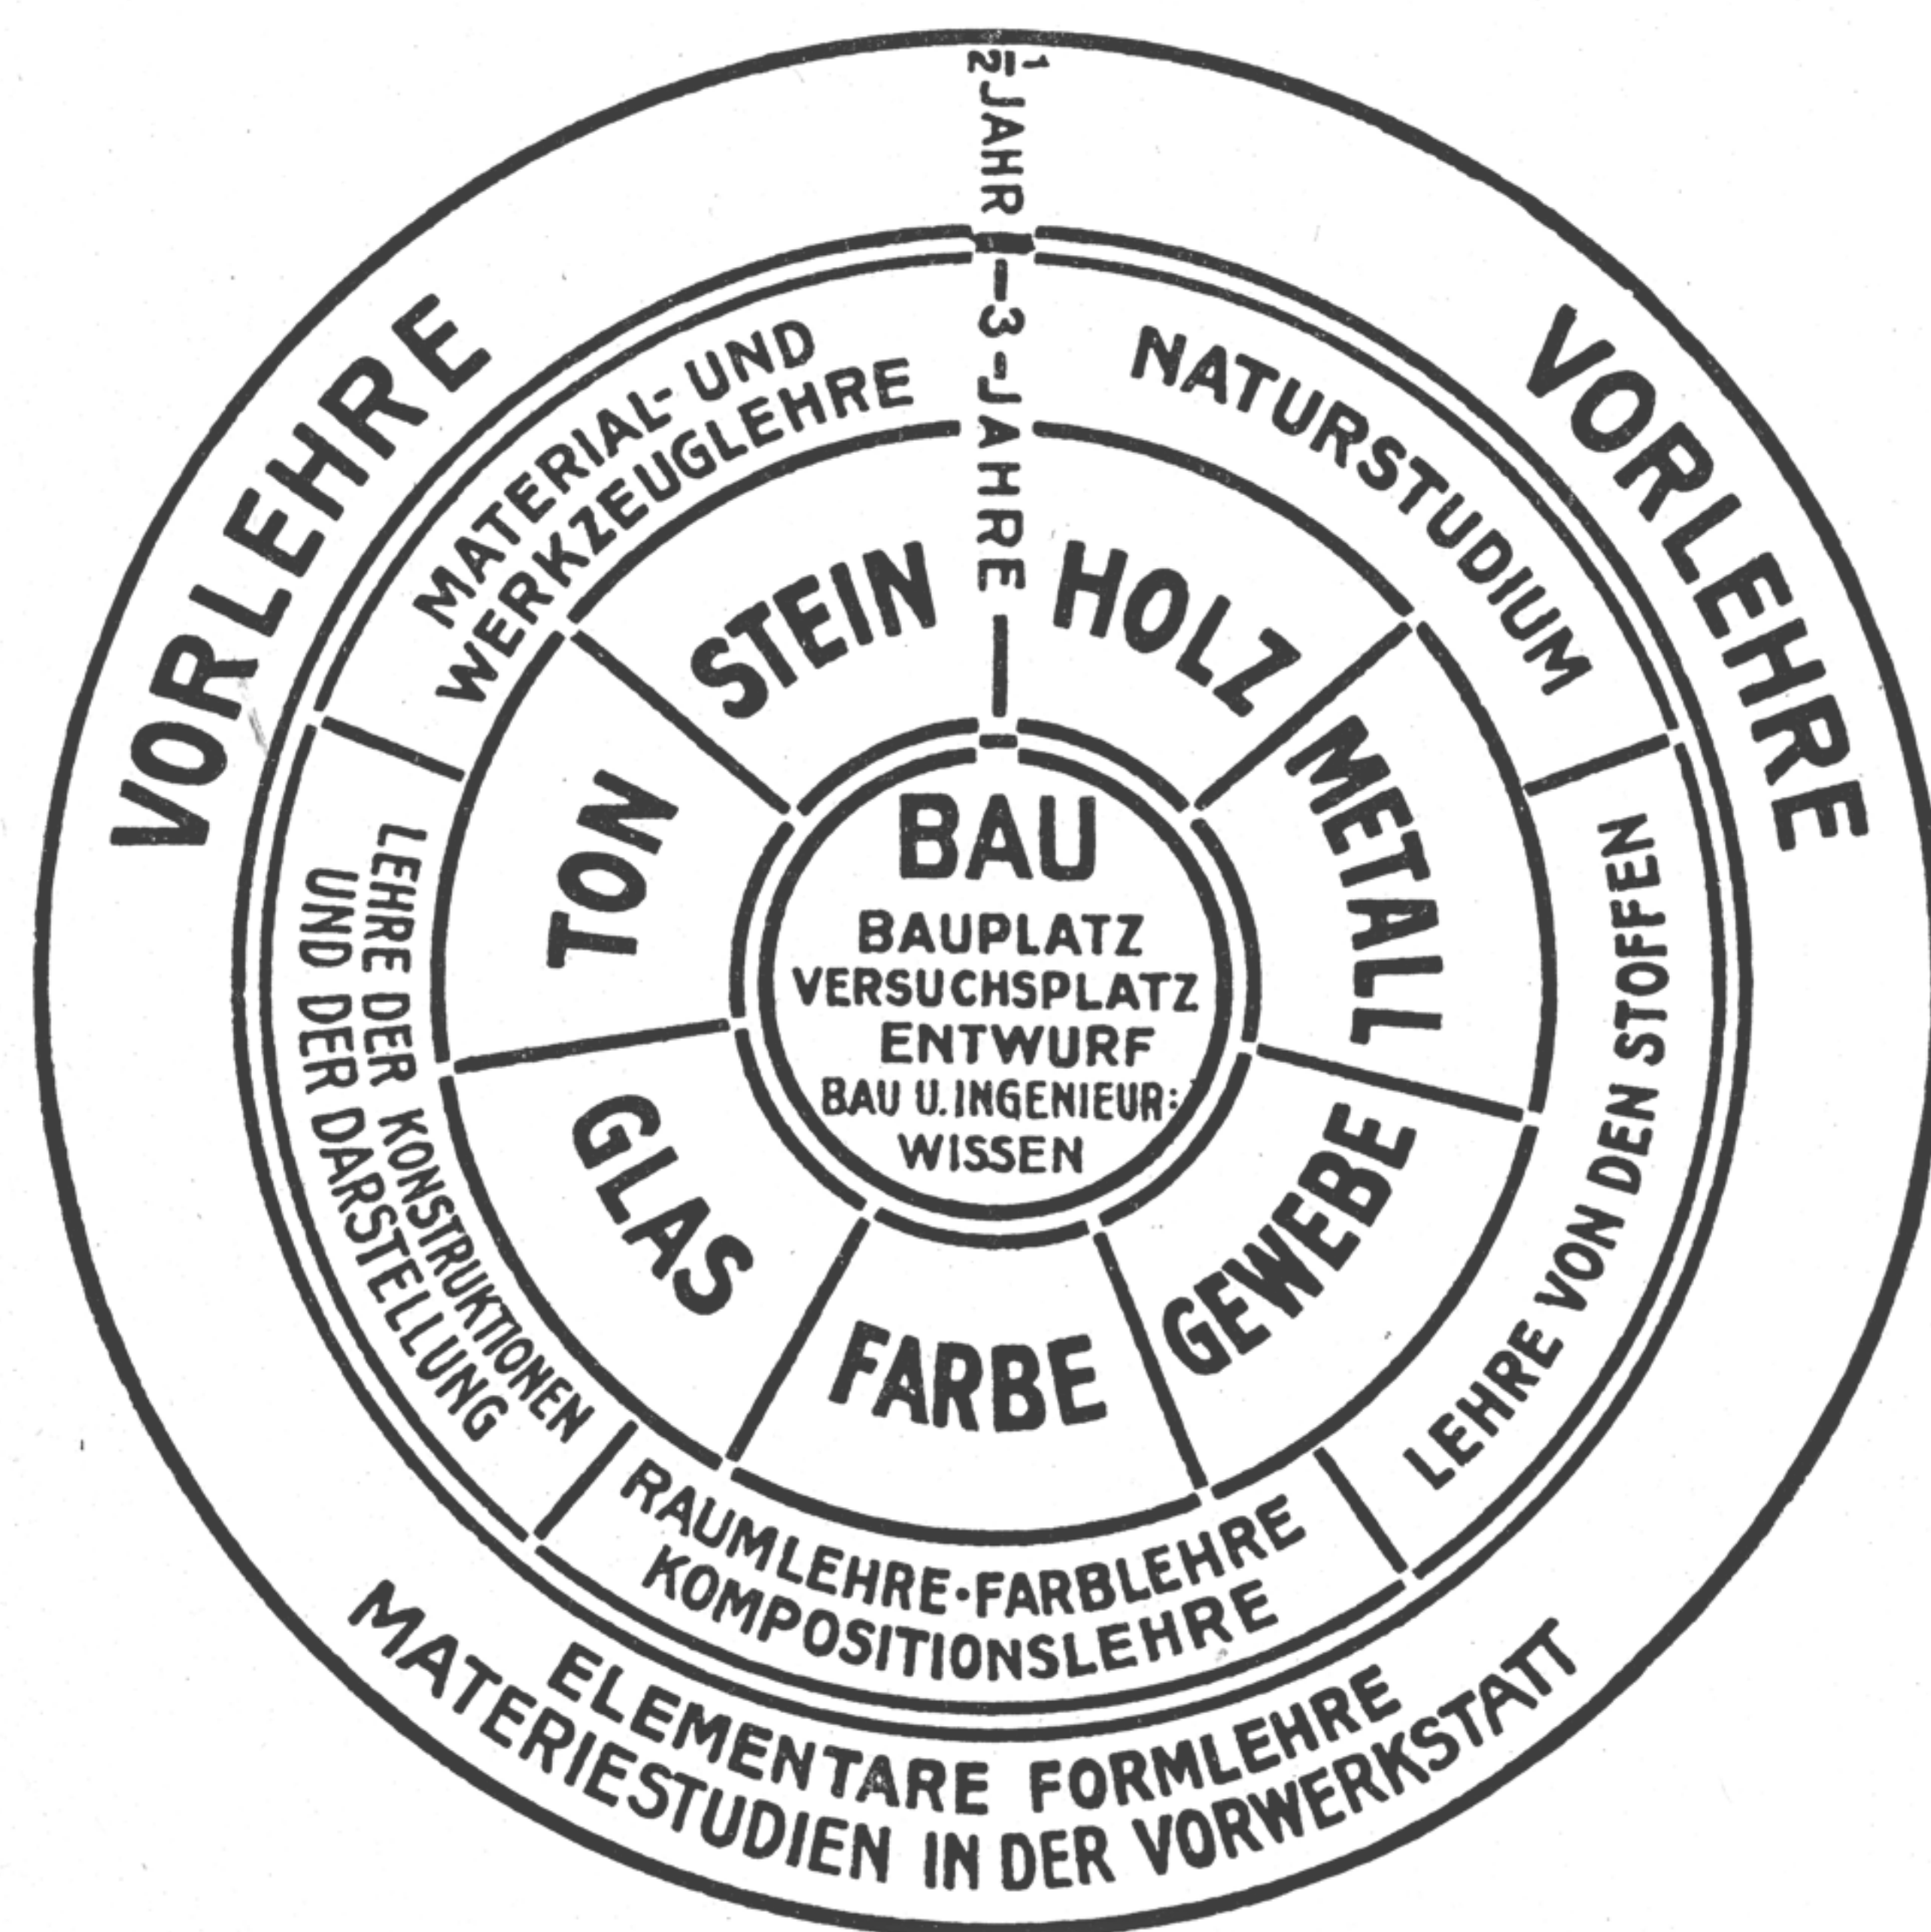 1/2 JAHR
VORLEHRE
VORLEHRE
-3-JAHRE
MATERIAL- UND
WERKZEUGLEHRE
NATURSTUDIUM
LEHRE VON DEN STOFFEN
RAUMLEHRE·FARBLEHRE
KOMPOSITIONSLEHRE
LEHRE DER KONSTRUKTIONEN
UND DER DARSTELLUNG
STEIN
HOLZ
METALL
GEWEBE
FARBE
GLAS
TON
BAU
BAUPLATZ
VERSUCHSPLATZ
ENTWURF
BAU U. INGENIEUR:
WISSEN
ELEMENTARE FORMLEHRE
MATERIESTUDIEN IN DER VORWERKSTATT